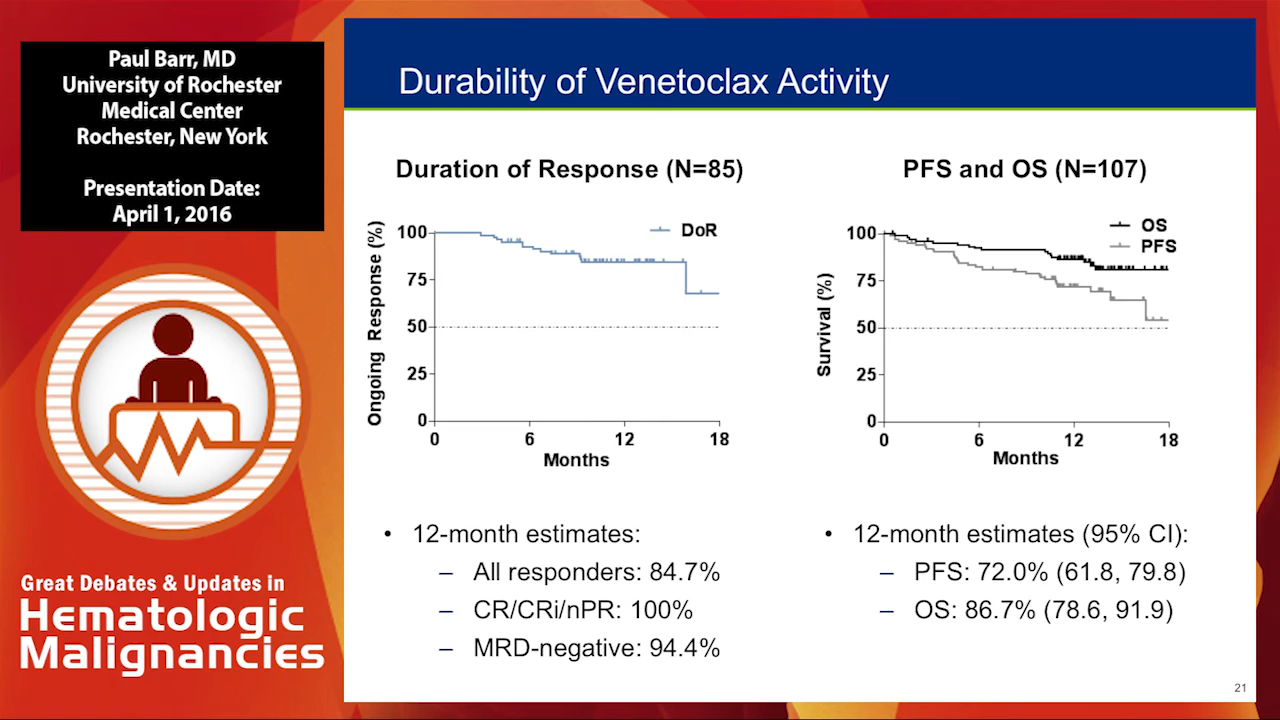 Paul Barr, MD
University of Rochester
Medical Center
Rochester, New York
Presentation Date:
April 1, 2016
Great Debates & Updates in
Hematologic
Malignancies
Durability of Venetoclax Activity
Duration of Response (N=85)
Ongoing Response (%)
100
75
50
25
0
DoR
0 6 12 18
Months
• 12-month estimates:
– All responders: 84.7%
– CR/CRi/nPR: 100%
– MRD-negative: 94.4%
PFS and OS (N=107)
Survival (%)
100
75
50
25
0
OS
PFS
0 6 12 18
Months
• 12-month estimates (95% CI):
– PFS: 72.0% (61.8, 79.8)
– OS: 86.7% (78.6, 91.9)
21